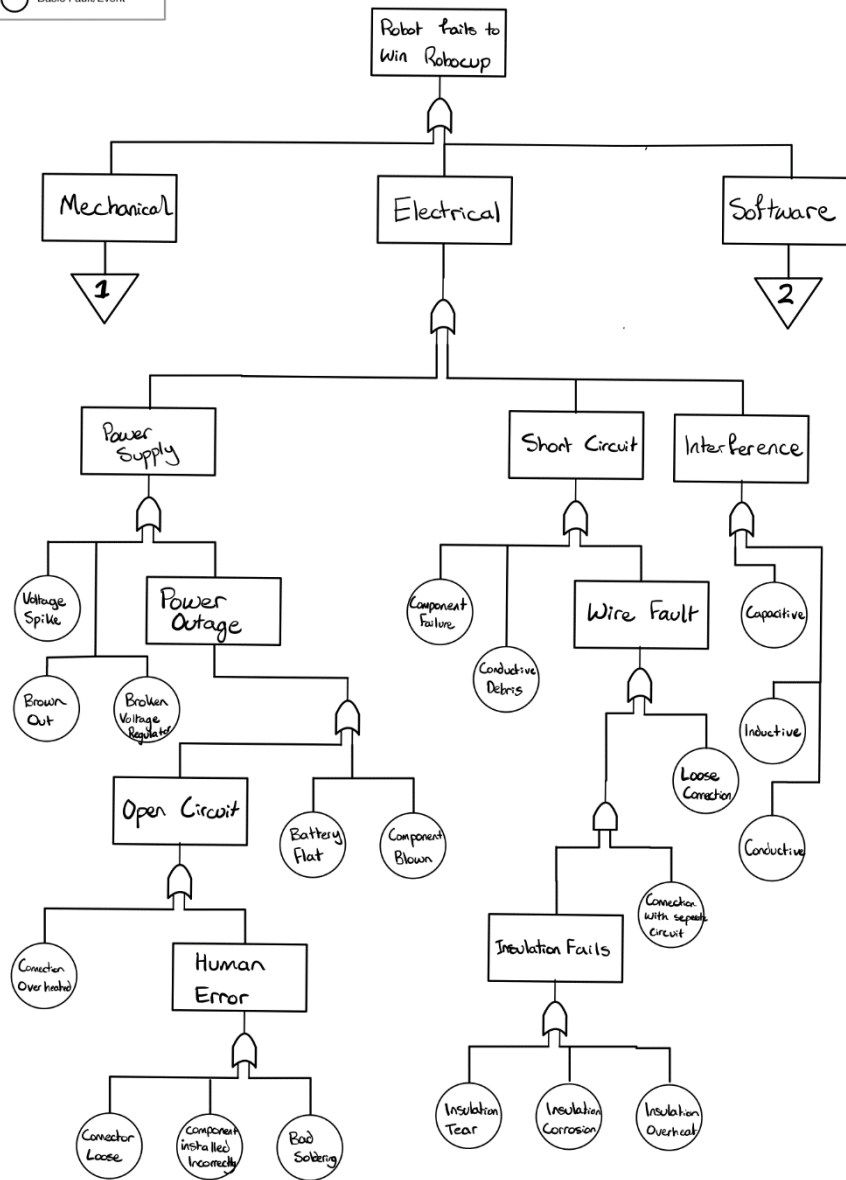 Basic Fault Event
Robot fails to
Win Robocup
Mechanical
Electrical
Software
1
2
Power
Supply
Short Circuit
Interference
Voltage
Spike
Power
Outage
Component
Failure
Wire Fault
Capacitive
Brown
Out
Broken
Voltage
Regulator
Conductive
Debris
Inductive
Open Circuit
Battery
Flat
Component
Blown
Loose
Connection
Conductive
Connection
Overheated
Human
Error
Insulation Fails
Connection
with seperate
circuit
Connector
Loose
Component
installed
Incorrectly
Bad
Soldering
Insulation
Tear
Insulation
Corrosion
Insulation
Overheat